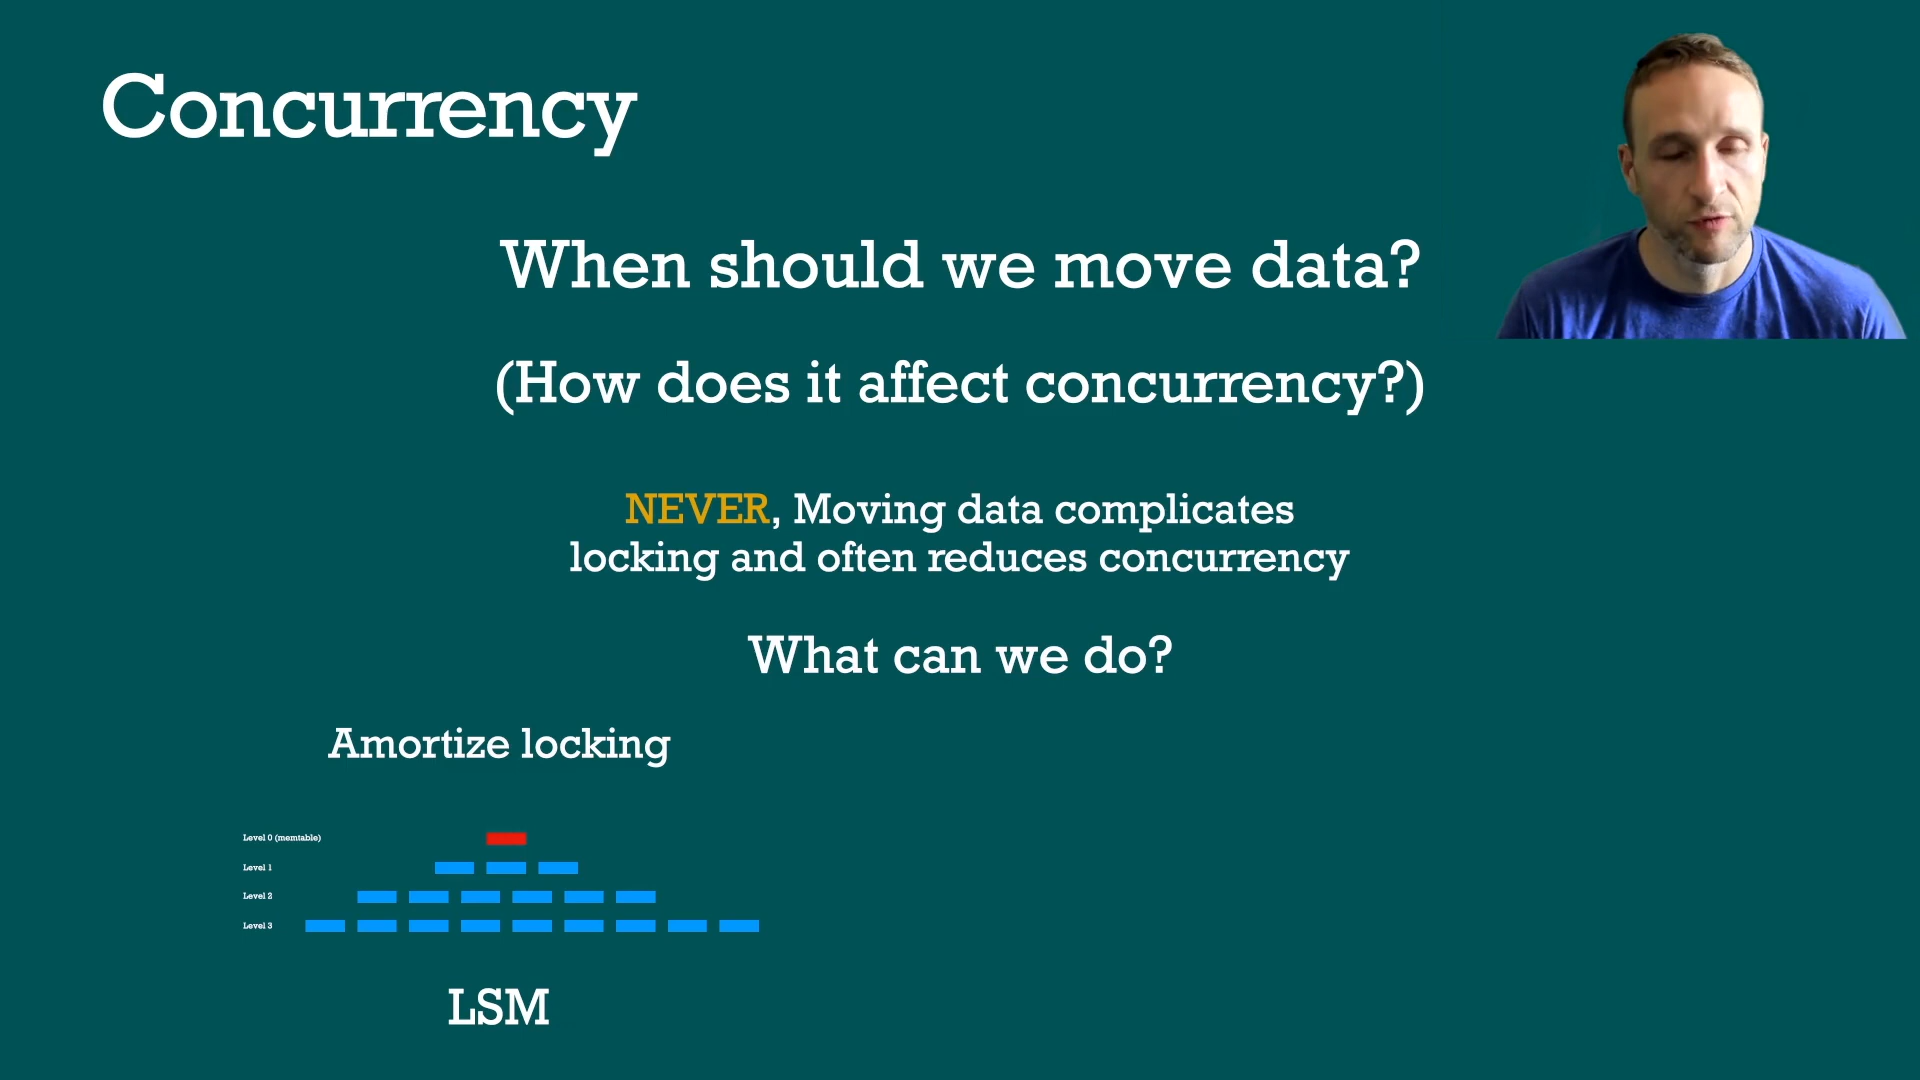 Concurrency
When should we move data?
(How does it affect concurrency?)
NEVER, Moving data complicates
locking and often reduces concurrency
What can we do?
Amortize locking
Level 0 (memtable)
Level 1
Level 2
Level 3
LSM